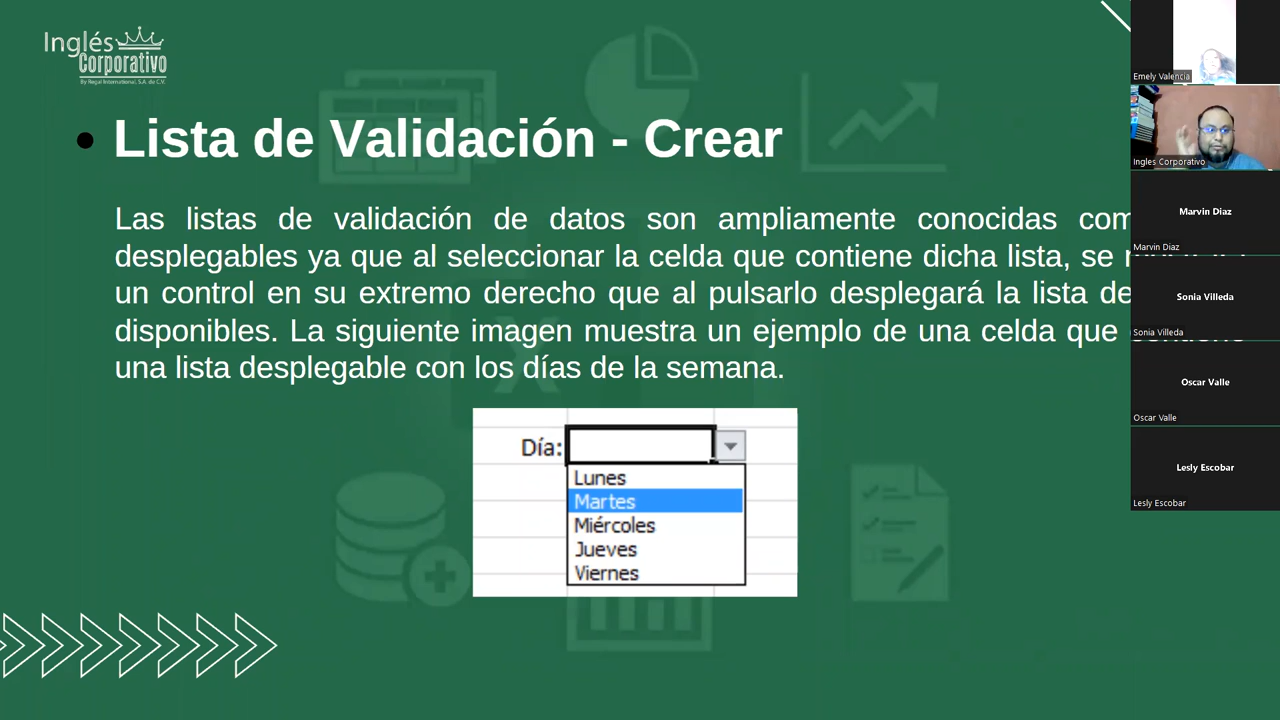 Inglés
Corporativo
By Regal International, S.A. de C.V.
Lista de Validación - Crear
Las listas de validación de datos son ampliamente conocidas com
desplegables ya que al seleccionar la celda que contiene dicha lista, se
un control en su extremo derecho que al pulsarlo desplegará la lista de
disponibles. La siguiente imagen muestra un ejemplo de una celda que
una lista desplegable con los días de la semana.
Día:
Lunes
Martes
Miércoles
Jueves
Viernes
Emely Valencia
Ingles Corporativo
Marvin Diaz
Marvin Diaz
Sonia Villeda
Sonia Villeda
Oscar Valle
Oscar Valle
Lesly Escobar
Lesly Escobar